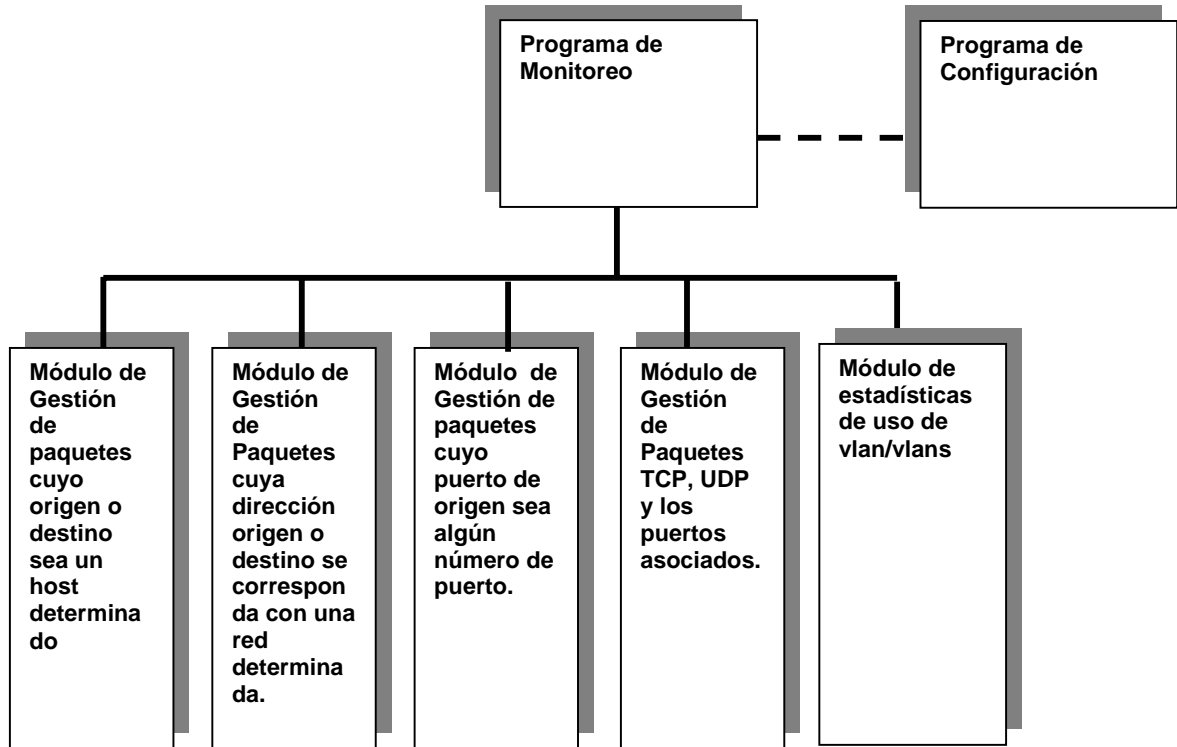 Programa de
Monitoreo
Programa de
Configuración
Módulo de
Gestión
de
paquetes
cuyo
origen o
destino
sea un
host
determina
do
Módulo de
Gestión
de
Paquetes
cuya
dirección
origen o
destino se
correspon
da con una
red
determina
da.
Módulo de
Gestión de
paquetes
cuyo
puerto de
origen sea
algún
número de
puerto.
Módulo de
Gestión
de
Paquetes
TCP, UDP
y los
puertos
asociados.
Módulo de
estadísticas
de uso de
vlan/vlans